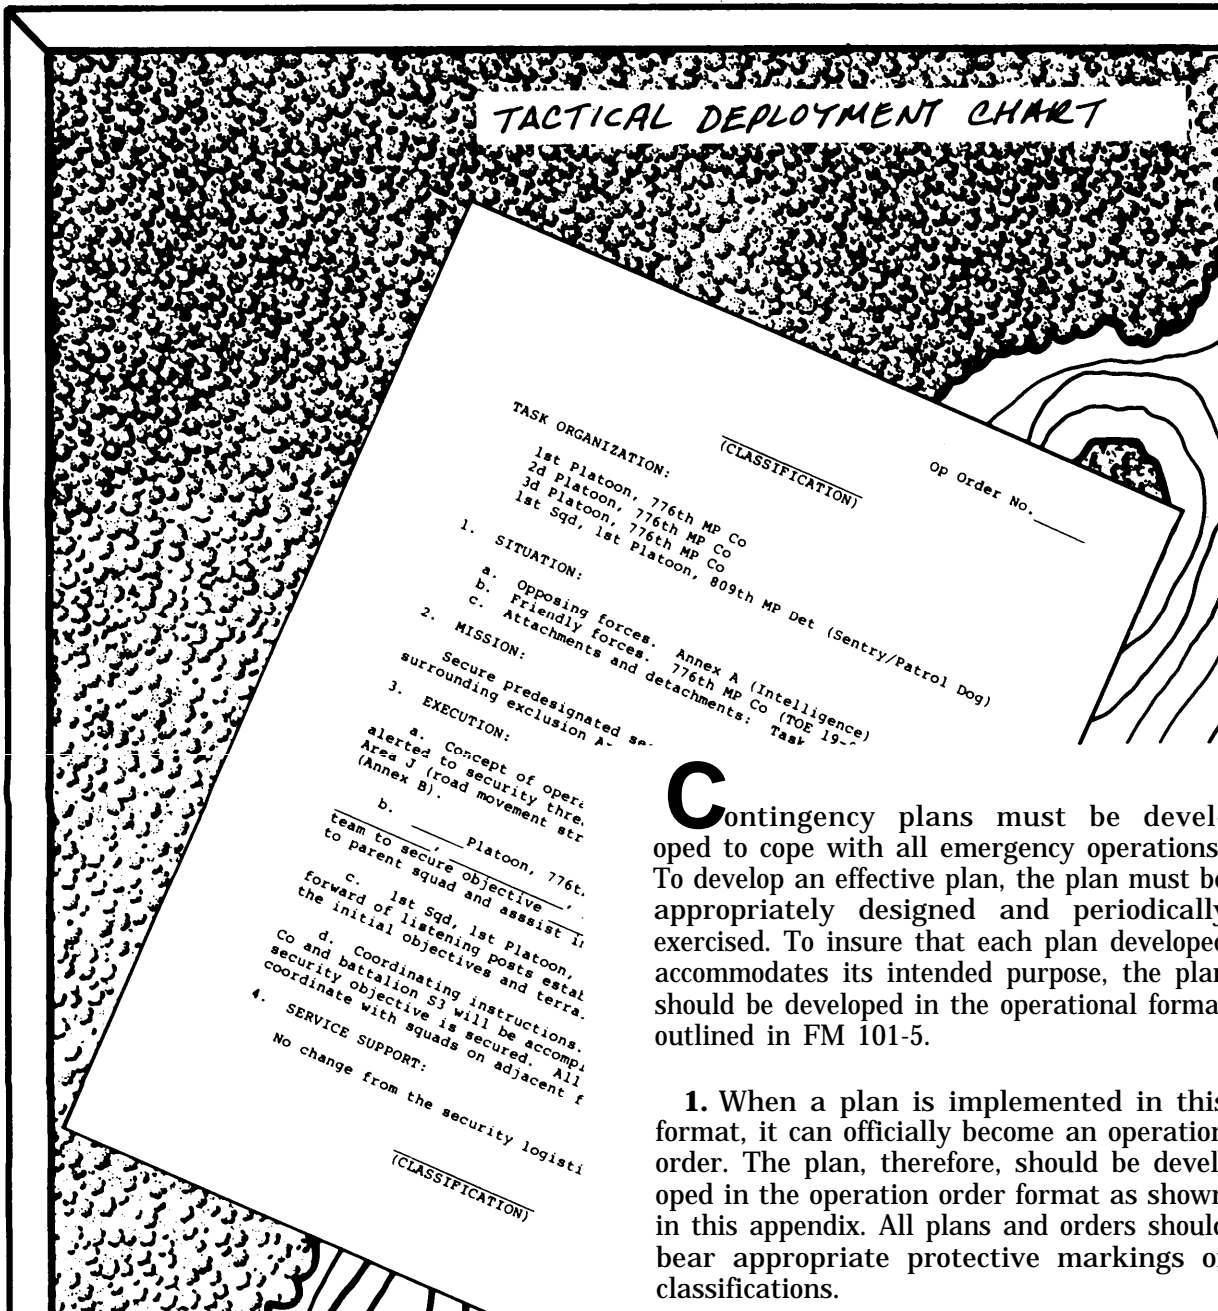 TACTICAL DEPLOYMENT CHART
(CLASSIFICATION)
Op Order No.
TASK ORGANIZATION:
1st Platoon, 776th MP Co
2d Platoon, 776th MP Co
3d Platoon, 776th MP Co
1st Sqd, 1st Platoon, 809th MP Det (Sentry/Patrol Dog)
1. SITUATION:
a. Opposing forces. Annex A (Intelligence)
b. Friendly forces. 776th MP Co (TOE
c. Attachments and detachments: Task
2. MISSION:
Secure predesignated
surrounding exclusion
3. EXECUTION:
a. Concept of
alerted to security
Area J (road movement
(Annex B).
b. ____ Platoon,
team to secure objective ____,
to parent squad and asssist
c. 1st Sqd, 1st Platoon,
forward of listening posts
the initial objectives and
d. Coordinating instructions.
Co and battalion S3 will be
security objective is secured. All
coordinate with squads on adjacent
4. SERVICE SUPPORT:
No change from the security
(CLASSIFICATION)
Contingency plans must be devel
oped to cope with all emergency operations.
To develop an effective plan, the plan must be
appropriately designed and periodically
exercised. To insure that each plan developed
accommodates its intended purpose, the plan
should be developed in the operational format
outlined in FM 101-5.
1. When a plan is implemented in this
format, it can officially become an operation
order. The plan, therefore, should be devel
oped in the operation order format as shown
in this appendix. All plans and orders should
bear appropriate protective markings or
classifications.